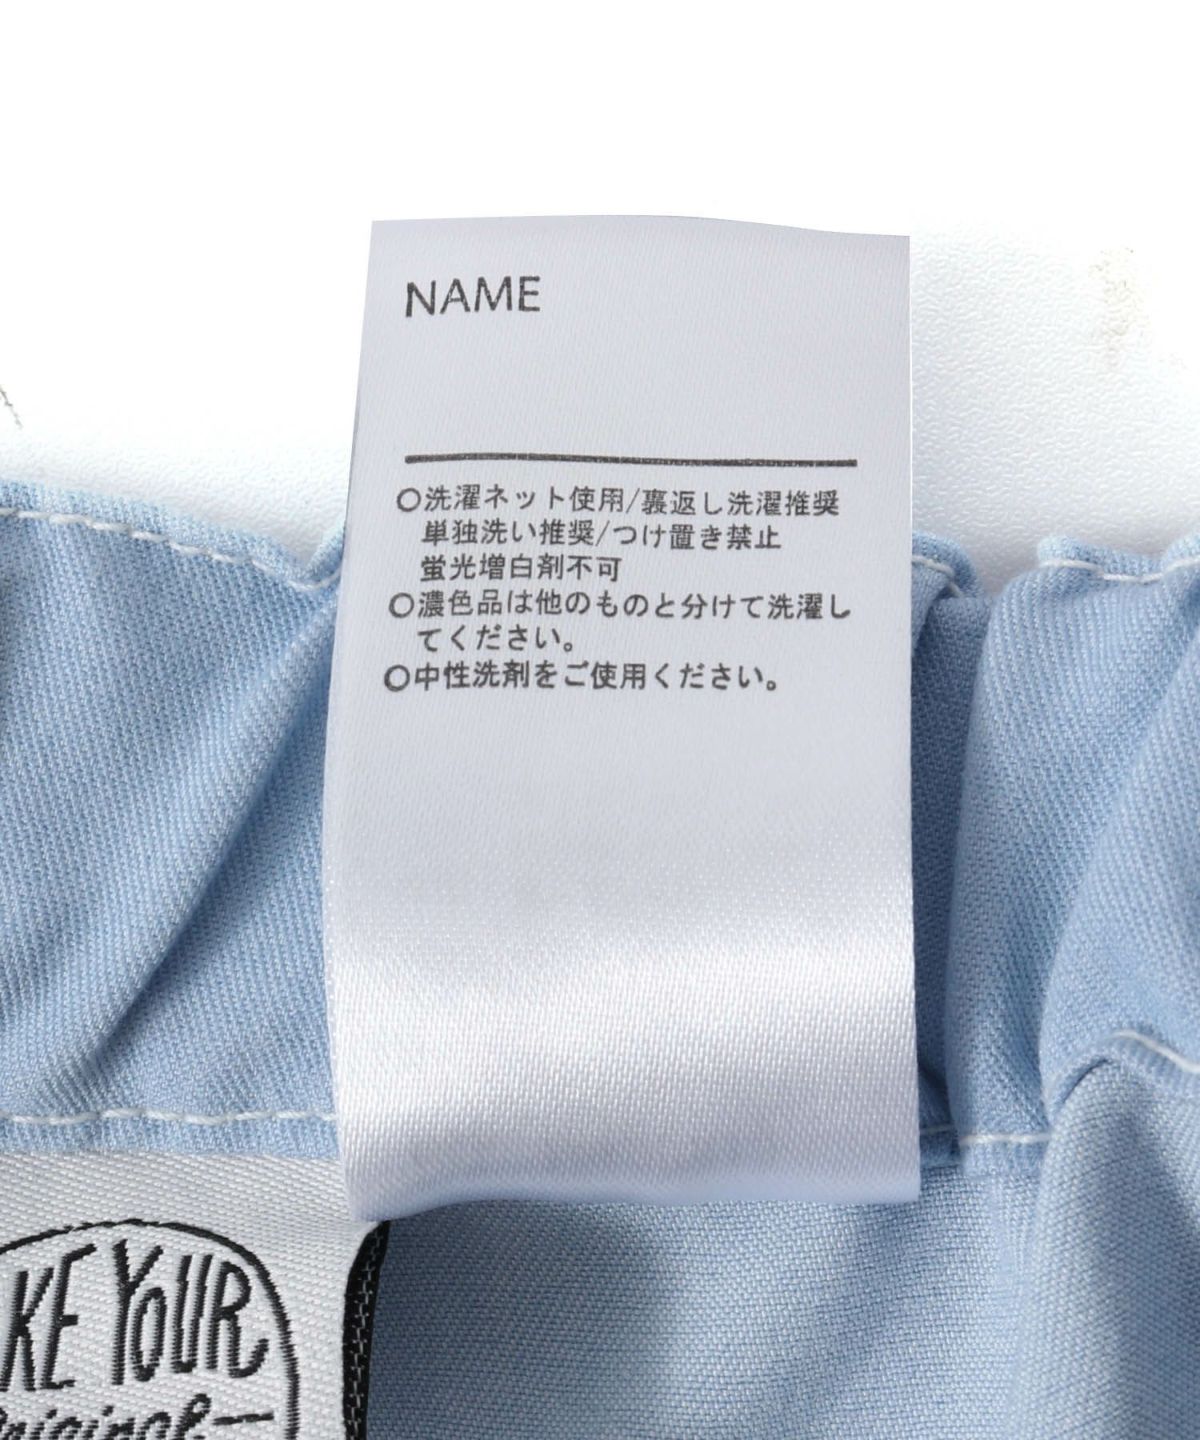 NAME
○洗濯ネット使用/裏返し洗濯推奨
単独洗い推奨/つけ置き禁止
蛍光増白剤不可
○濃色品は他のものと分けて洗濯し
てください。
○中性洗剤をご使用ください。
KE YOUR
Original